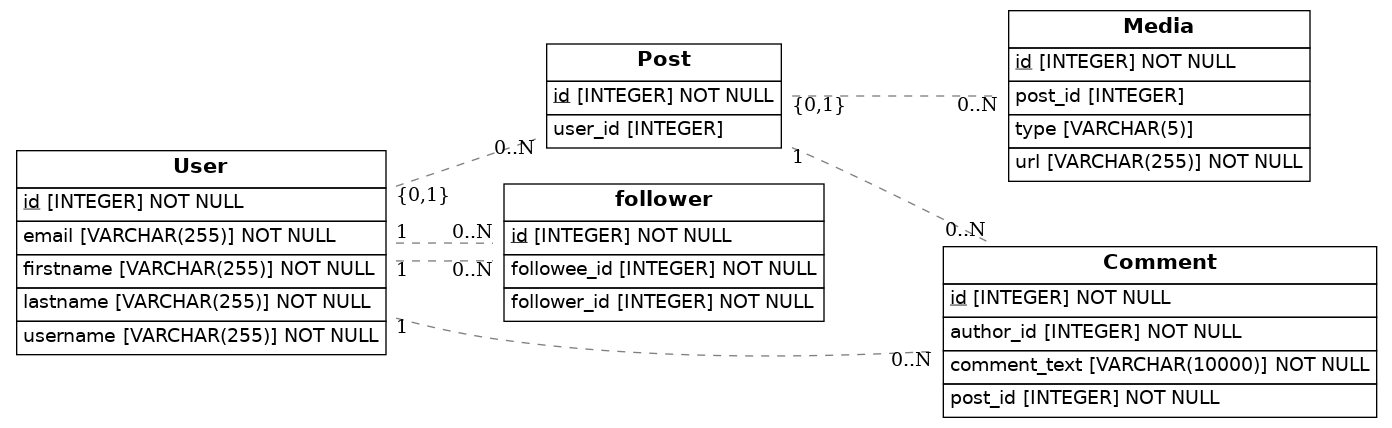 User
id [INTEGER] NOT NULL
email [VARCHAR(255)] NOT NULL
firstname [VARCHAR(255)] NOT NULL
lastname [VARCHAR(255)] NOT NULL
username [VARCHAR(255)] NOT NULL
Post
id [INTEGER] NOT NULL
user_id [INTEGER]
follower
id [INTEGER] NOT NULL
followee_id [INTEGER] NOT NULL
follower_id [INTEGER] NOT NULL
Media
id [INTEGER] NOT NULL
post_id [INTEGER]
type [VARCHAR(5)]
url [VARCHAR(255)] NOT NULL
Comment
id [INTEGER] NOT NULL
author_id [INTEGER] NOT NULL
comment_text [VARCHAR(10000)] NOT NULL
post_id [INTEGER] NOT NULL
{0,1}
0..N
1
0..N
1
0..N
1
0..N
{0,1}
0..N
1
0..N